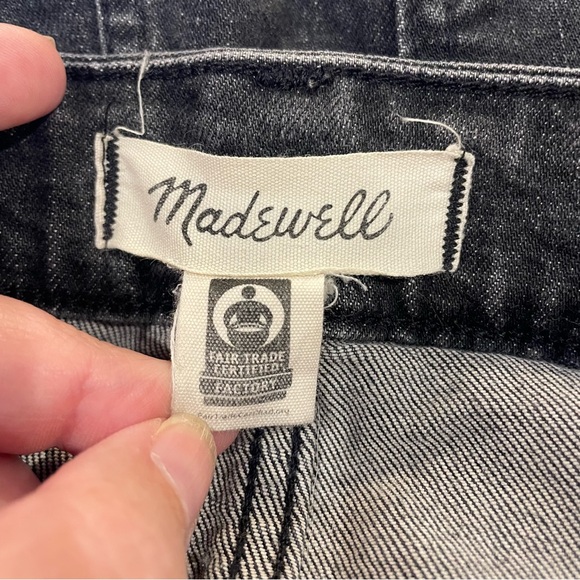 Madewell
FAIR TRADE
CERTIFIED
FACTORY
FairTradeCertified.org